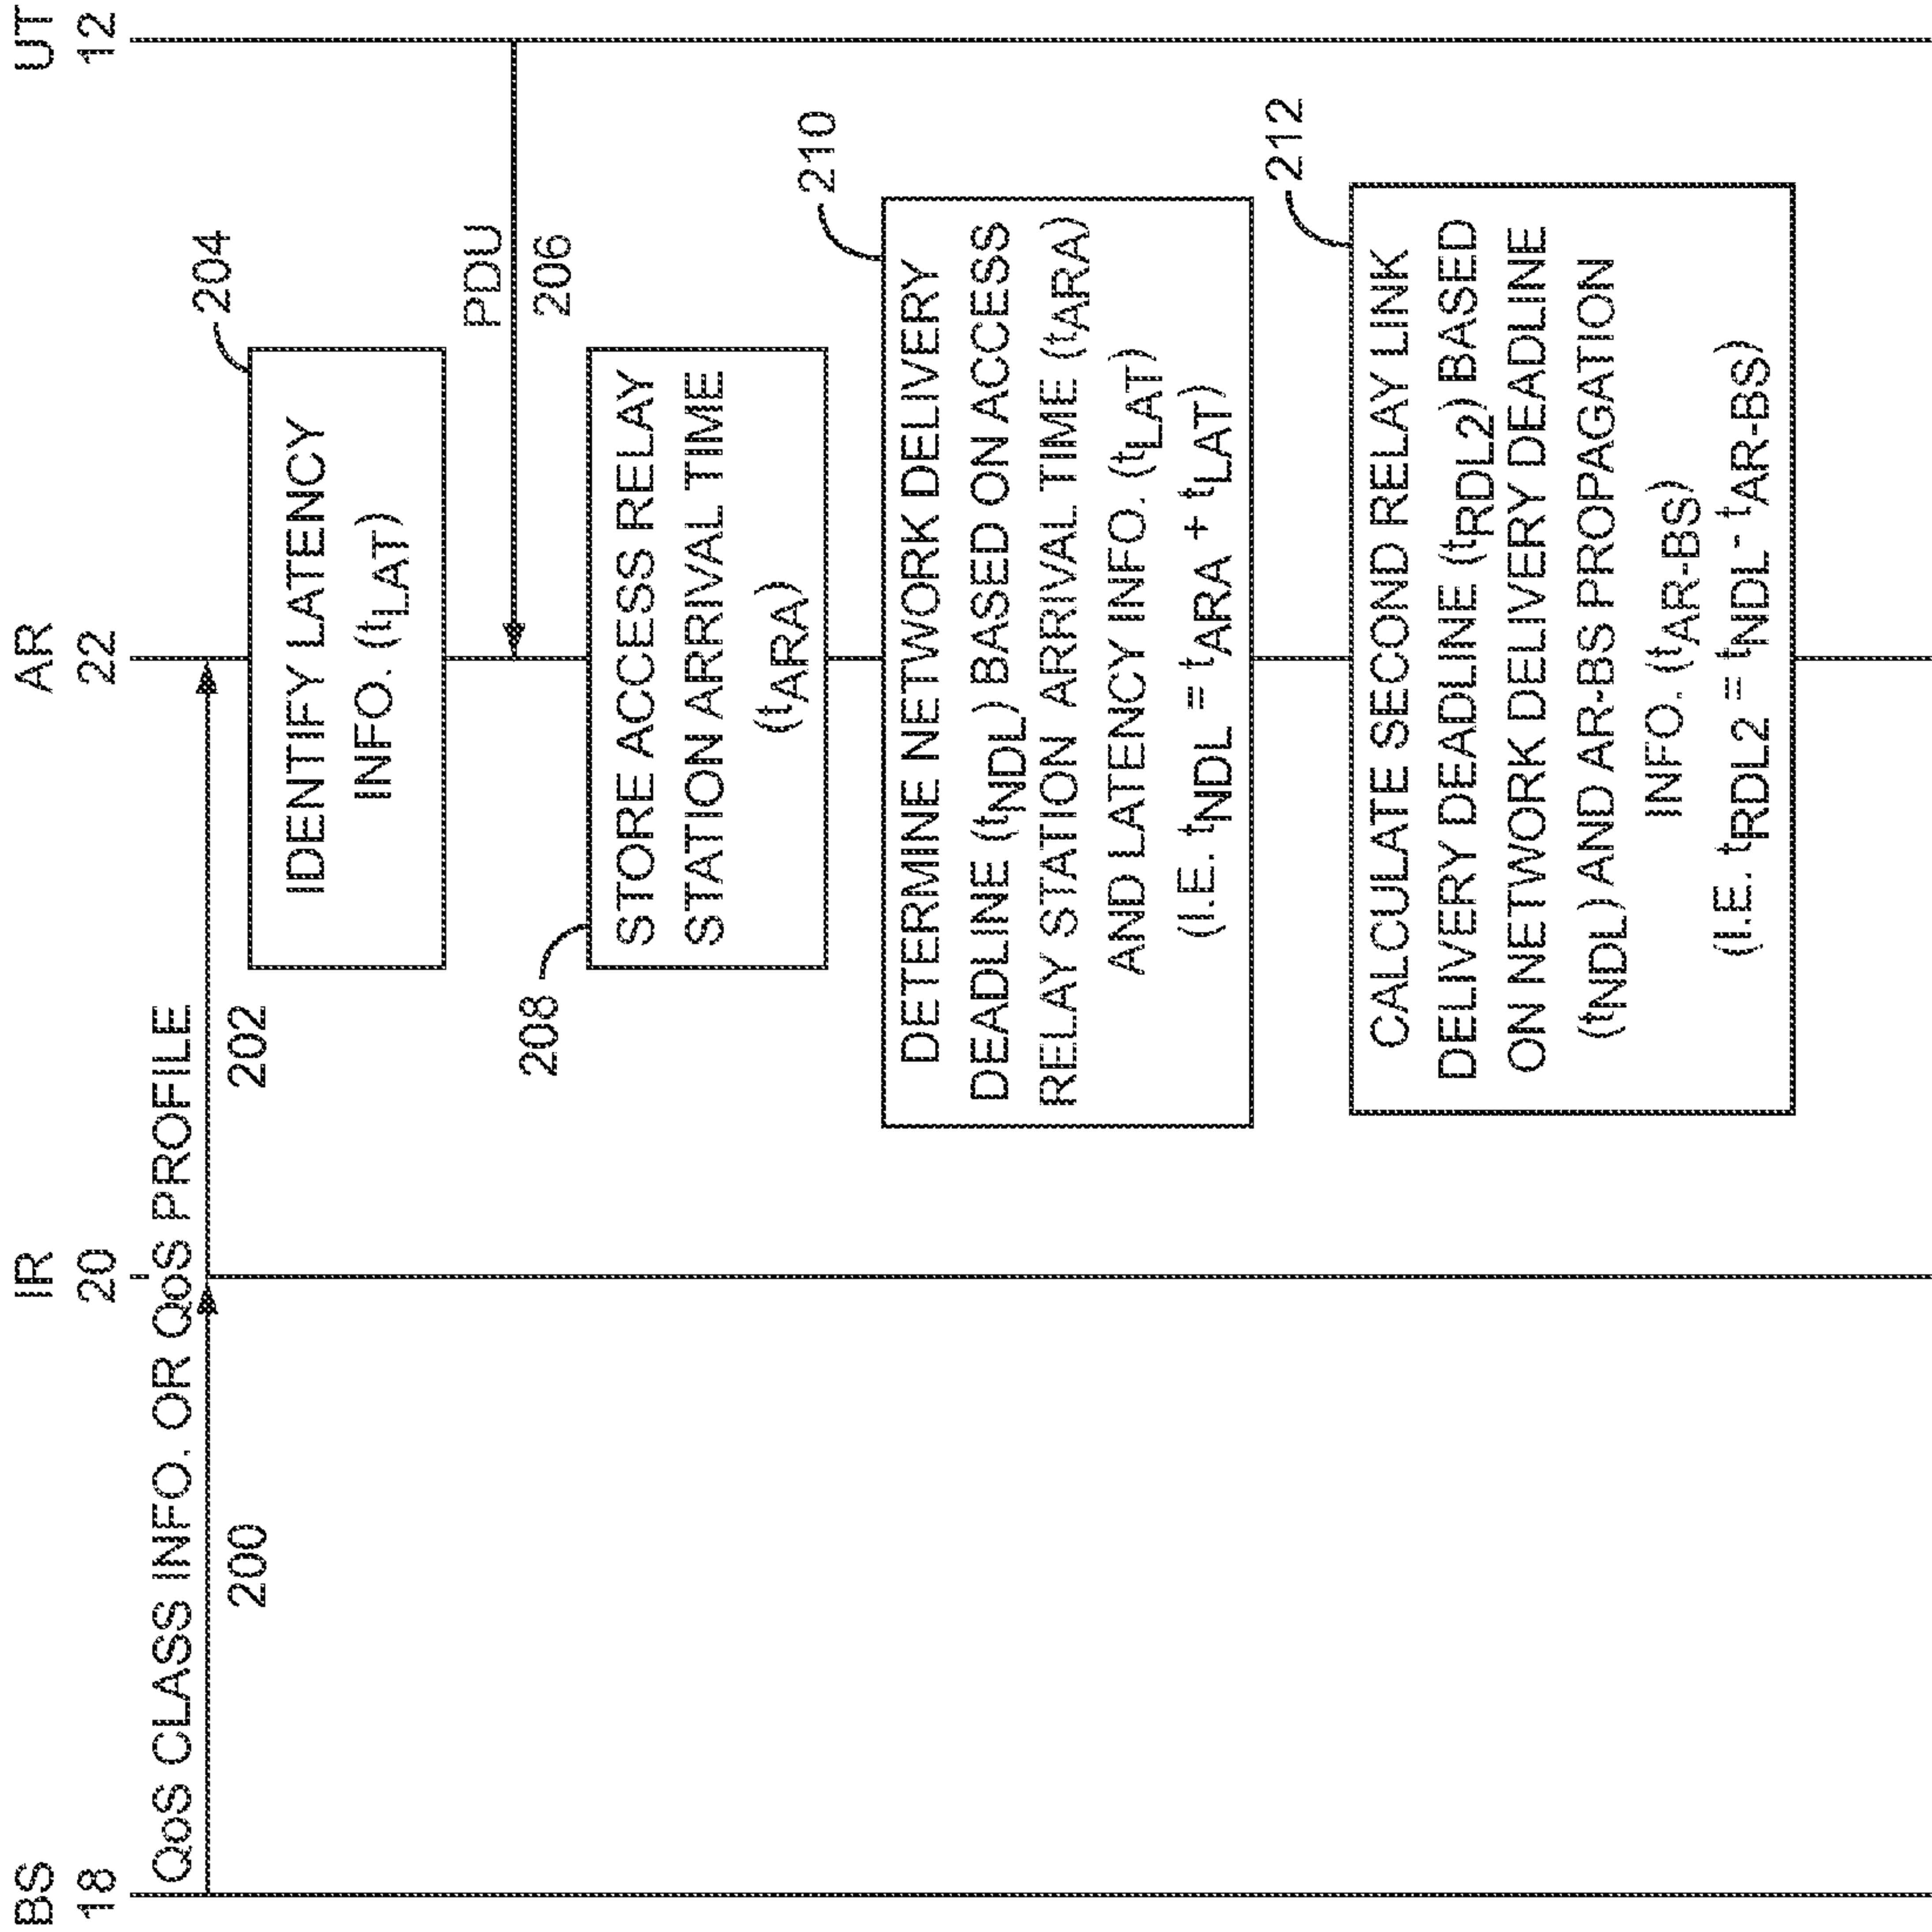 BS
18
IR
20
AR
22
UT
12
QoS CLASS INFO. OR QoS PROFILE
200
202
204
IDENTIFY LATENCY
INFO. (tLAT)
PDU
206
208
STORE ACCESS RELAY
STATION ARRIVAL TIME
(tARA)
210
DETERMINE NETWORK DELIVERY
DEADLINE (tNDL) BASED ON ACCESS
RELAY STATION ARRIVAL TIME (tARA)
AND LATENCY INFO. (tLAT)
(I.E. tNDL = tARA + tLAT)
212
CALCULATE SECOND RELAY LINK
DELIVERY DEADLINE (tRDL2) BASED
ON NETWORK DELIVERY DEADLINE
(tNDL) AND AR-BS PROPAGATION
INFO. (tAR-BS)
(I.E. tRDL2 = tNDL - tAR-BS)